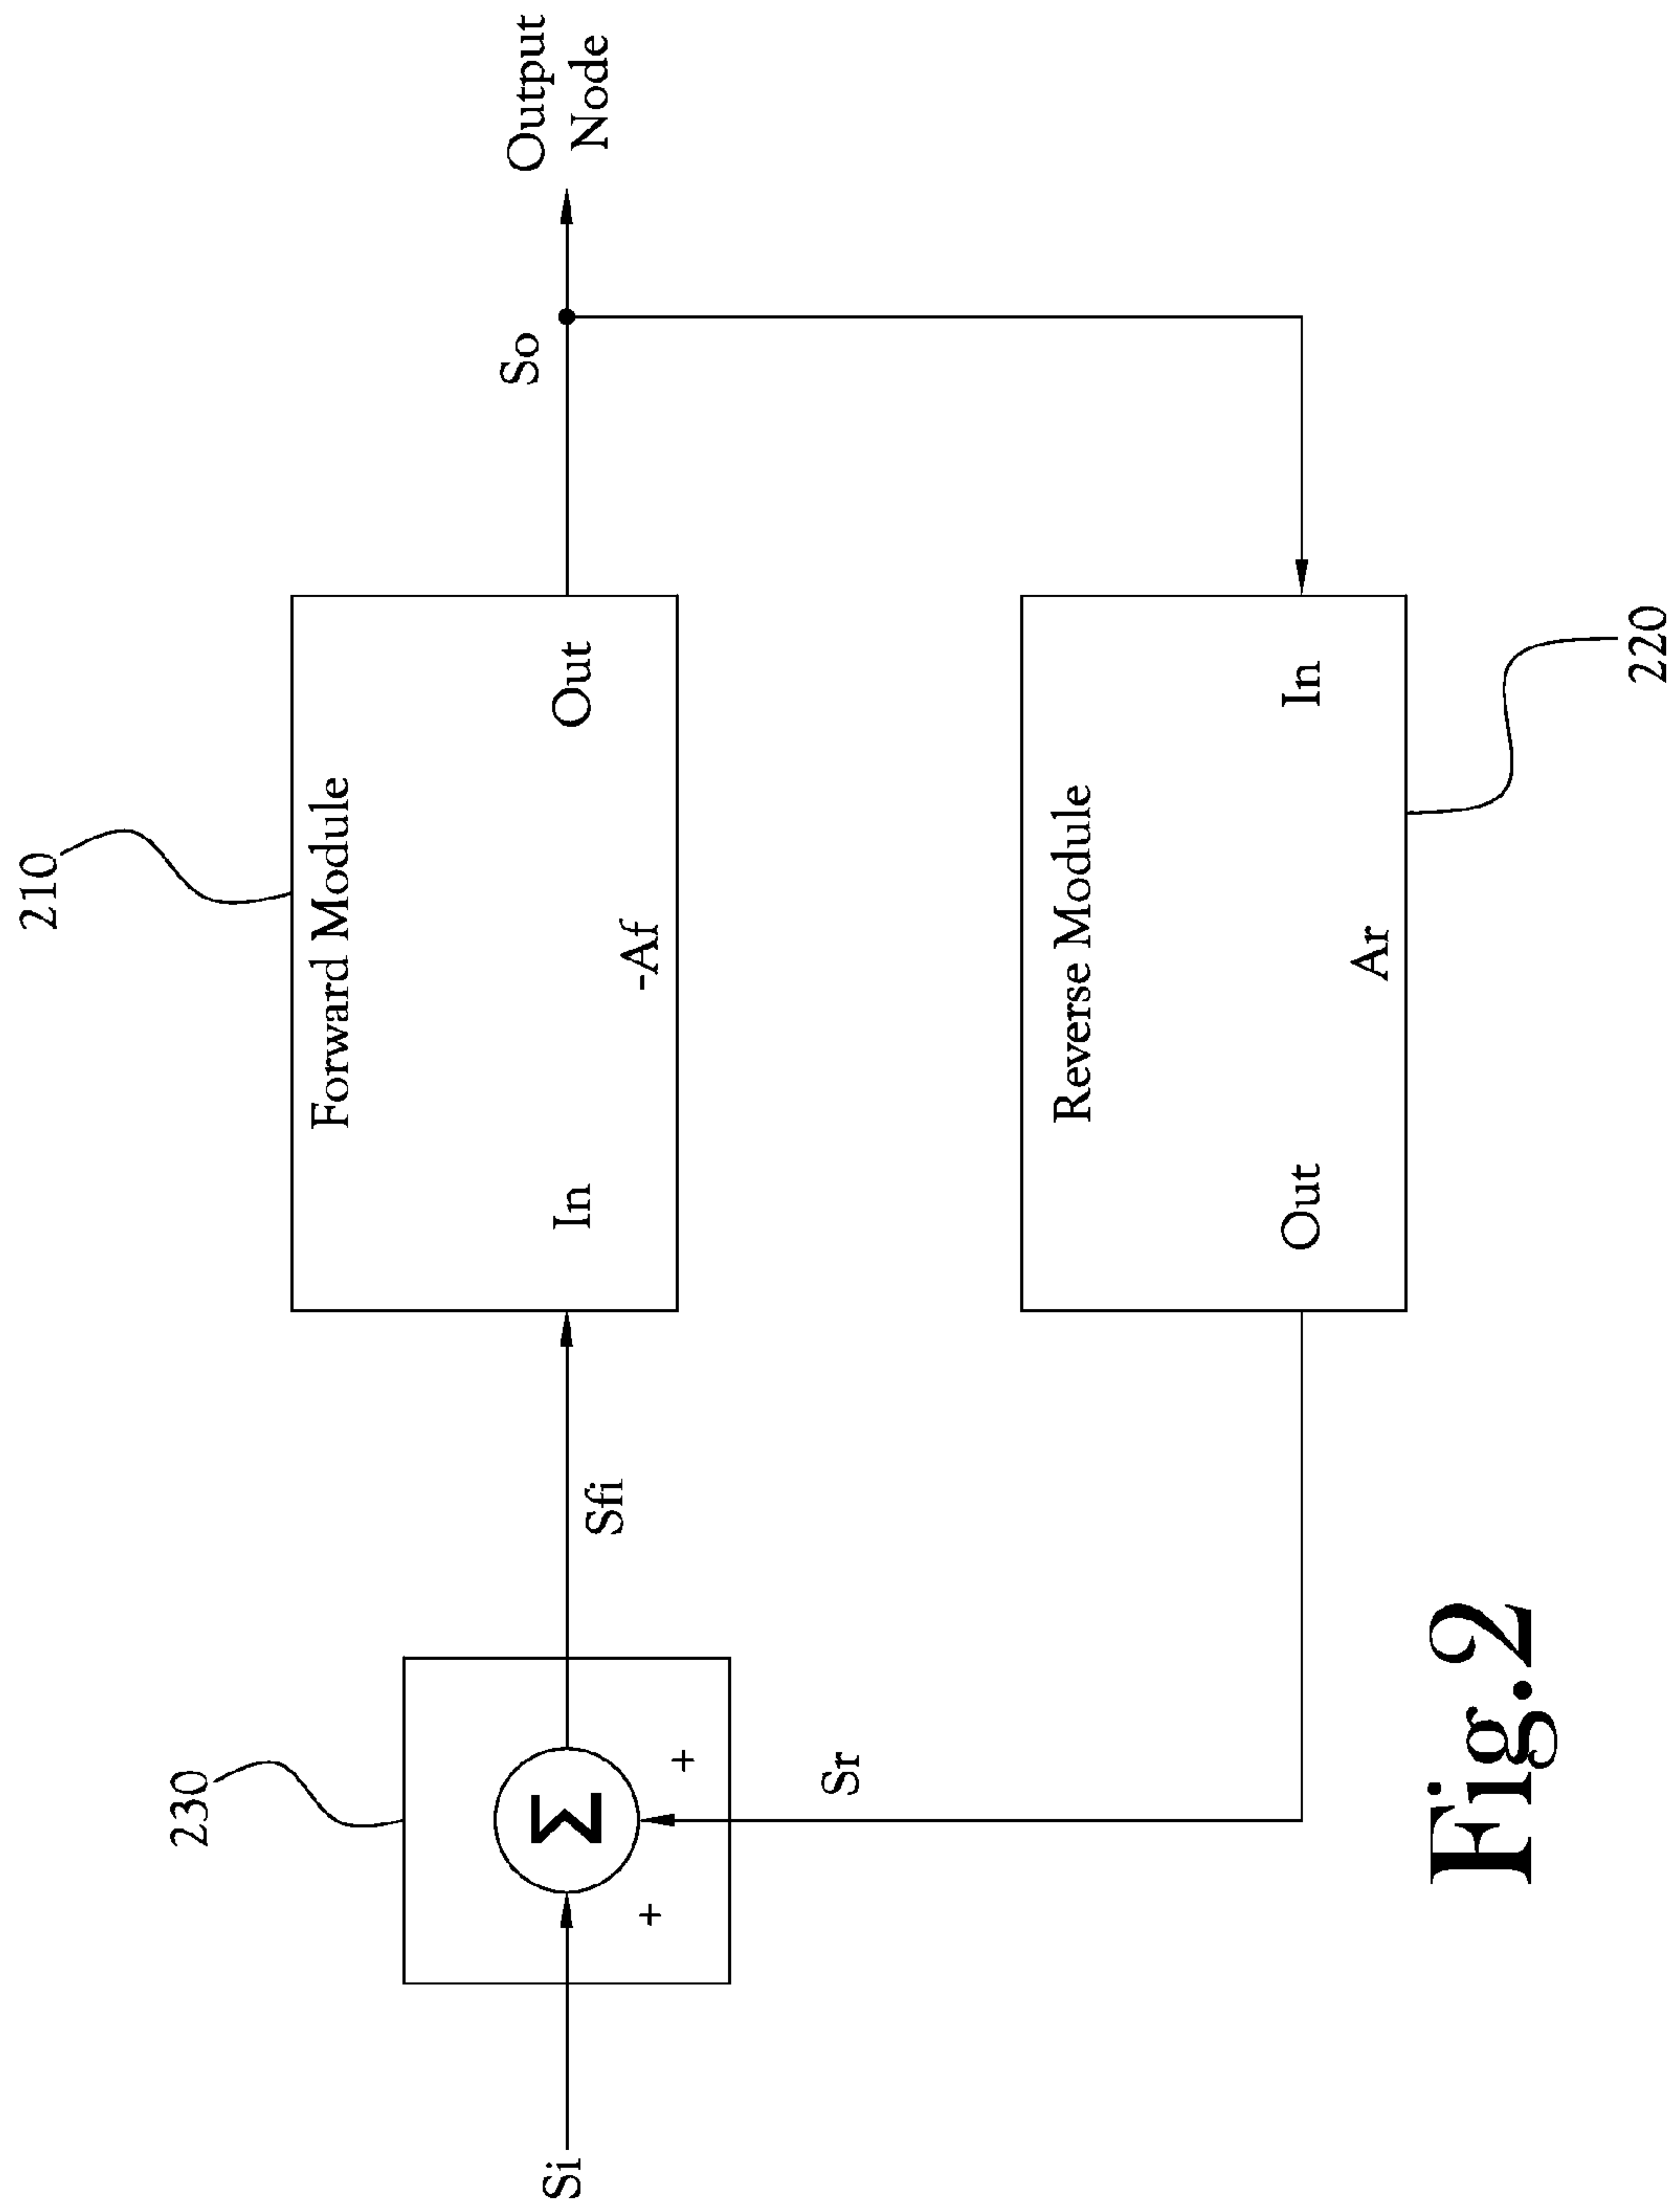 210
Forward Module
In
Out
-Af
230
Σ
+
+
Si
Sfi
So
Output
Node
Sr
Reverse Module
Out
In
Ar
220
Fig.2